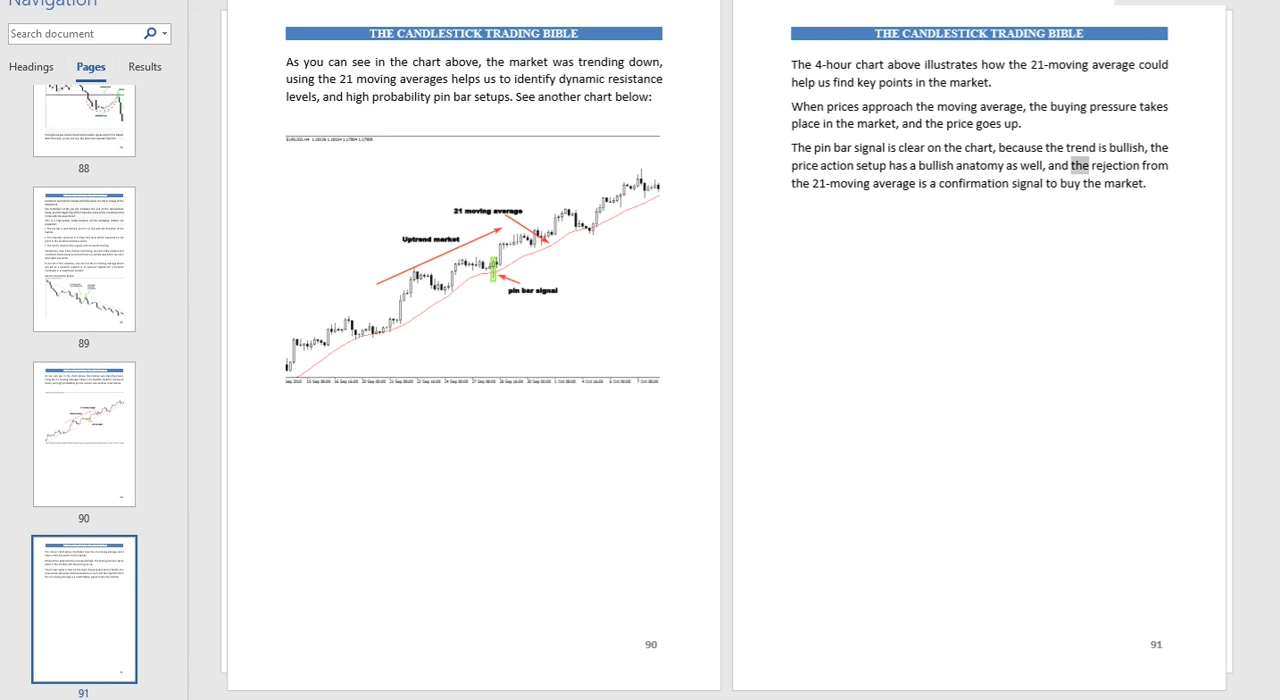 Navigation
Search document
Headings
Pages
Results
88
89
90
91
THE CANDLESTICK TRADING BIBLE
As you can see in the chart above, the market was trending down,
using the 21 moving averages helps us to identify dynamic resistance
levels, and high probability pin bar setups. See another chart below:
21 moving average
Uptrend market
pin bar signal
90
THE CANDLESTICK TRADING BIBLE
The 4-hour chart above illustrates how the 21-moving average could
help us find key points in the market.
When prices approach the moving average, the buying pressure takes
place in the market, and the price goes up.
The pin bar signal is clear on the chart, because the trend is bullish, the
price action setup has a bullish anatomy as well, and the rejection from
the 21-moving average is a confirmation signal to buy the market.
91